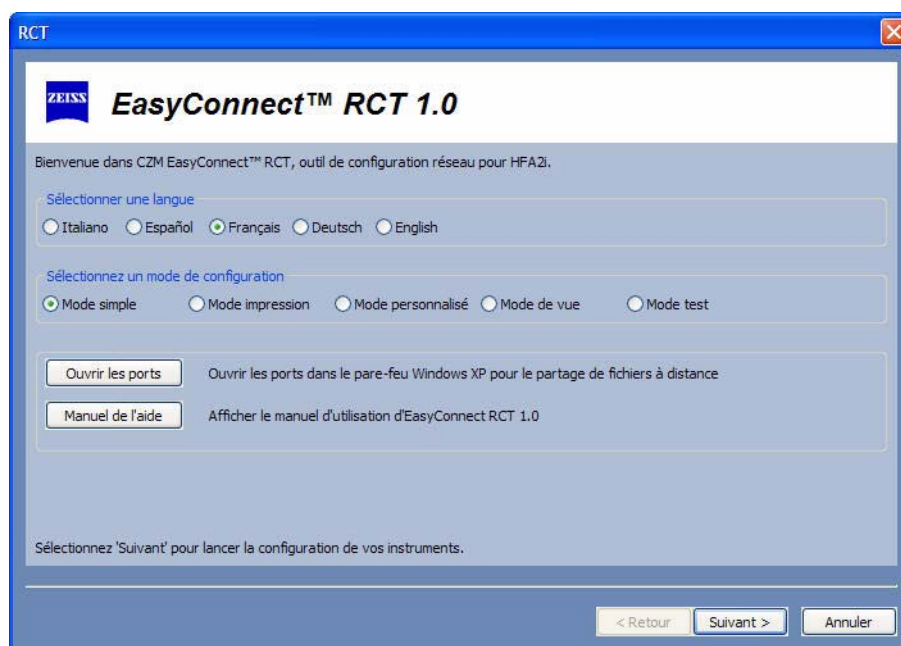 RCT
ZEISS
EasyConnect™ RCT 1.0
Bienvenue dans CZM EasyConnect™ RCT, outil de configuration réseau pour HFA2i.
Sélectionner une langue
Italiano Español Français Deutsch English
Sélectionnez un mode de configuration
Mode simple Mode impression Mode personnalisé Mode de vue Mode test
Ouvrir les ports Ouvrir les ports dans le pare-feu Windows XP pour le partage de fichiers à distance
Manuel de l'aide Afficher le manuel d'utilisation d'EasyConnect RCT 1.0
Sélectionnez 'Suivant' pour lancer la configuration de vos instruments.
< Retour Suivant > Annuler